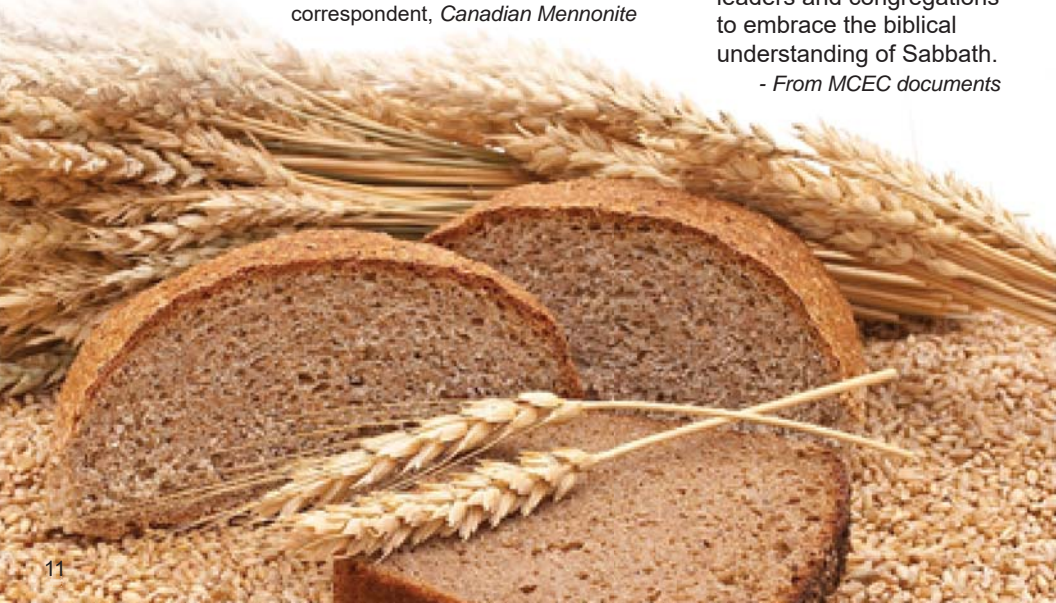 correspondent, Canadian Mennonite
leaders and congregations
to embrace the biblical
understanding of Sabbath.
- From MCEC documents
11